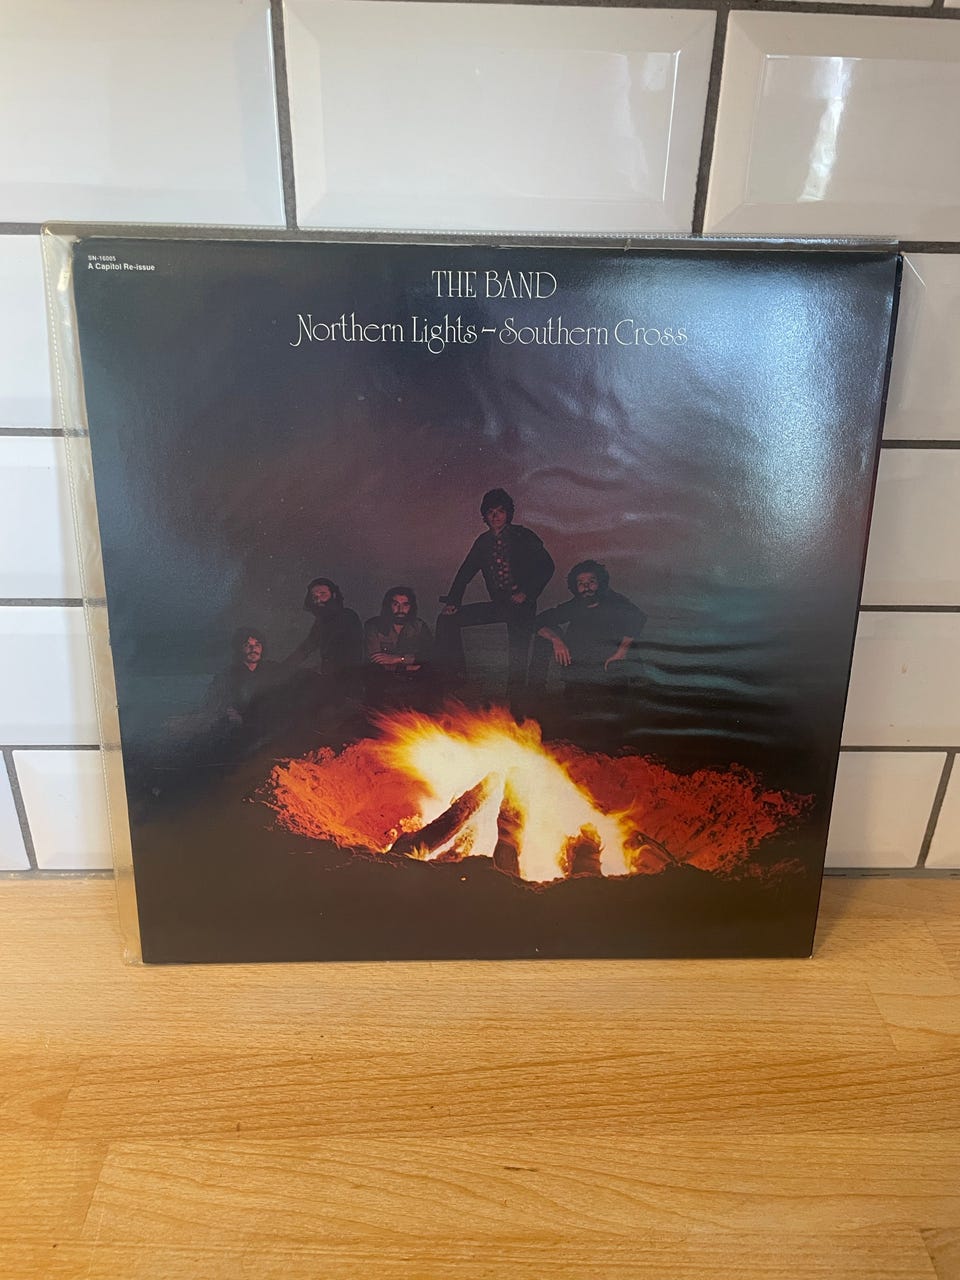 SN-16005
A Capitol Re-issue
THE BAND
Northern Lights – Southern Cross